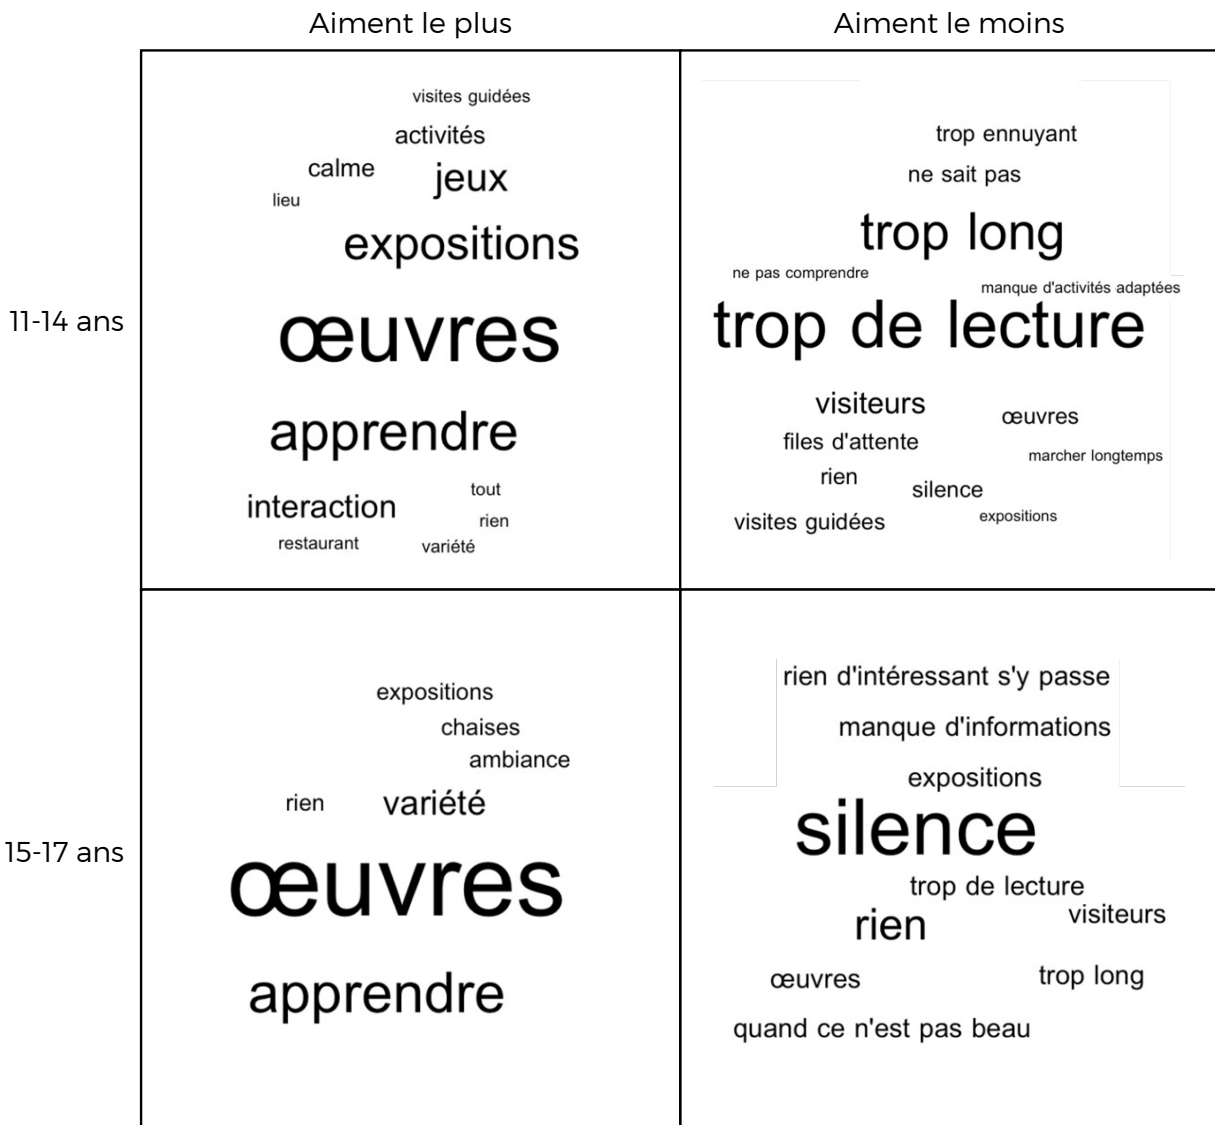 Aiment le plus
Aiment le moins
11-14 ans
visites guidées
activités
calme
jeux
lieu
expositions
œuvres
apprendre
interaction
tout
rien
restaurant
variété
trop ennuyant
ne sait pas
trop long
ne pas comprendre
manque d'activités adaptées
trop de lecture
visiteurs
œuvres
files d'attente
marcher longtemps
rien
silence
visites guidées
expositions
15-17 ans
expositions
chaises
ambiance
rien
variété
œuvres
apprendre
rien d'intéressant s'y passe
manque d'informations
expositions
silence
trop de lecture
visiteurs
rien
œuvres
trop long
quand ce n'est pas beau